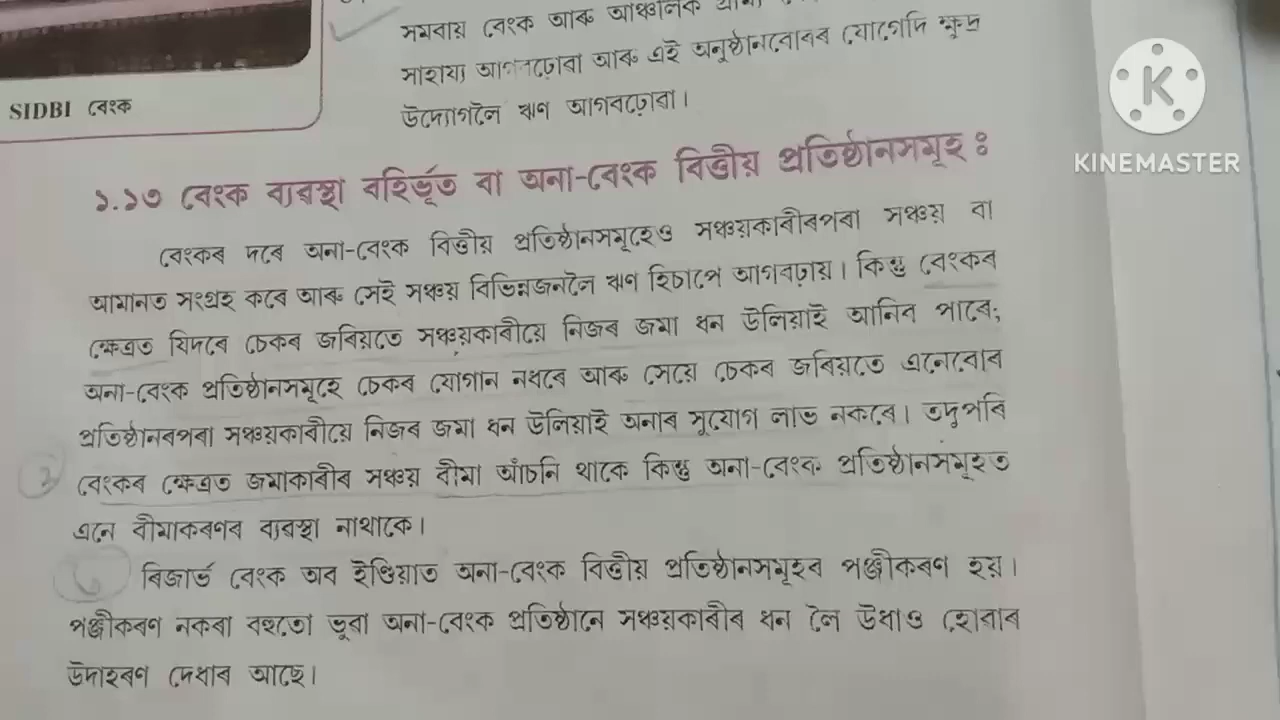 সমবায় বেংক আৰু আঞ্চলিক
সাহায্য আগবঢ়োৱা আৰু এই অনুষ্ঠানবোৰৰ যোগেদি ক্ষুদ্ৰ
উদ্যোগলৈ ঋণ আগবঢ়োৱা।
SIDBI বেংক
KINEMASTER
১.১৩ বেংক ব্যৱস্থা বহিৰ্ভূত বা অনা-বেংক বিত্তীয় প্ৰতিষ্ঠানসমূহ ঃ
বেংকৰ দৰে অনা-বেংক বিত্তীয় প্ৰতিষ্ঠানসমূহেও সঞ্চয়কাৰীৰপৰা সঞ্চয় বা
আমানত সংগ্ৰহ কৰে আৰু সেই সঞ্চয় বিভিন্নজনলৈ ঋণ হিচাপে আগবঢ়ায়। কিন্তু বেংকৰ
ক্ষেত্ৰত যিদৰে চেকৰ জৰিয়তে সঞ্চয়কাৰীয়ে নিজৰ জমা ধন উলিয়াই আনিব পাৰে;
অনা-বেংক প্ৰতিষ্ঠানসমূহে চেকৰ যোগান নধৰে আৰু সেয়ে চেকৰ জৰিয়তে এনেবোৰ
প্ৰতিষ্ঠানৰপৰা সঞ্চয়কাৰীয়ে নিজৰ জমা ধন উলিয়াই অনাৰ সুযোগ লাভ নকৰে। তদুপৰি
বেংকৰ ক্ষেত্ৰত জমাকাৰীৰ সঞ্চয় বীমা আঁচনি থাকে কিন্তু অনা-বেংক প্ৰতিষ্ঠানসমূহত
এনে বীমাকৰণৰ ব্যৱস্থা নাথাকে।
ৰিজাৰ্ভ বেংক অব ইণ্ডিয়াত অনা-বেংক বিত্তীয় প্ৰতিষ্ঠানসমূহৰ পঞ্জীকৰণ হয়।
পঞ্জীকৰণ নকৰা বহুতো ভুৱা অনা-বেংক প্ৰতিষ্ঠানে সঞ্চয়কাৰীৰ ধন লৈ উধাও হোৱাৰ
উদাহৰণ দেখাৰ আছে।